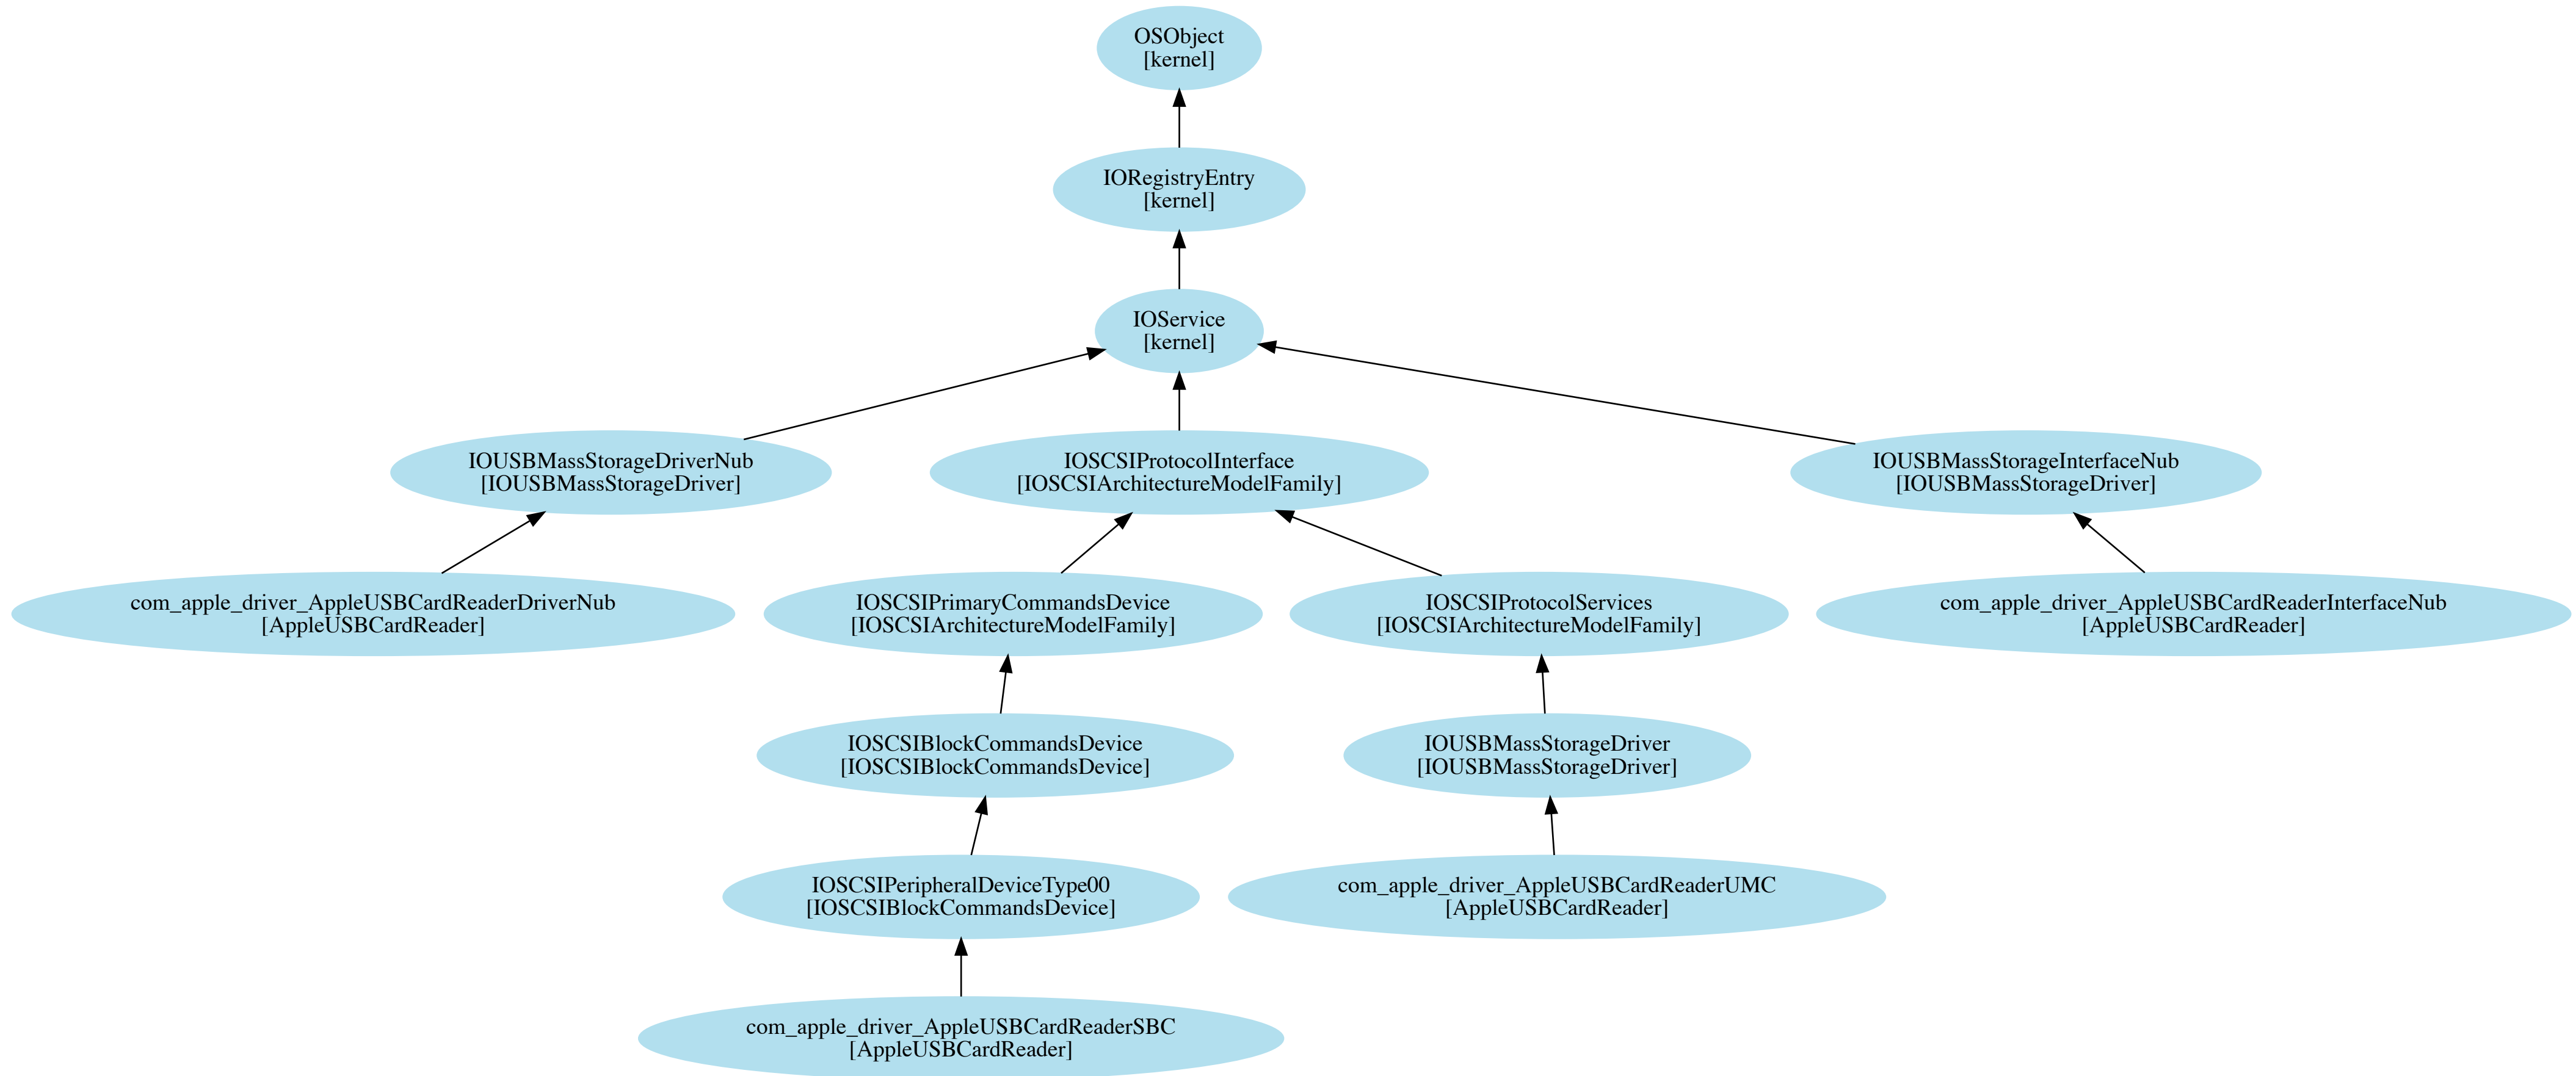 OSObject
[kernel]
IORegistryEntry
[kernel]
IOService
[kernel]
IOUSBMassStorageDriverNub
[IOUSBMassStorageDriver]
IOSCSIProtocolInterface
[IOSCSIArchitectureModelFamily]
IOUSBMassStorageInterfaceNub
[IOUSBMassStorageDriver]
com_apple_driver_AppleUSBCardReaderDriverNub
[AppleUSBCardReader]
IOSCSIPrimaryCommandsDevice
[IOSCSIArchitectureModelFamily]
IOSCSIProtocolServices
[IOSCSIArchitectureModelFamily]
com_apple_driver_AppleUSBCardReaderInterfaceNub
[AppleUSBCardReader]
IOSCSIBlockCommandsDevice
[IOSCSIBlockCommandsDevice]
IOUSBMassStorageDriver
[IOUSBMassStorageDriver]
IOSCSIPeripheralDeviceType00
[IOSCSIBlockCommandsDevice]
com_apple_driver_AppleUSBCardReaderUMC
[AppleUSBCardReader]
com_apple_driver_AppleUSBCardReaderSBC
[AppleUSBCardReader]